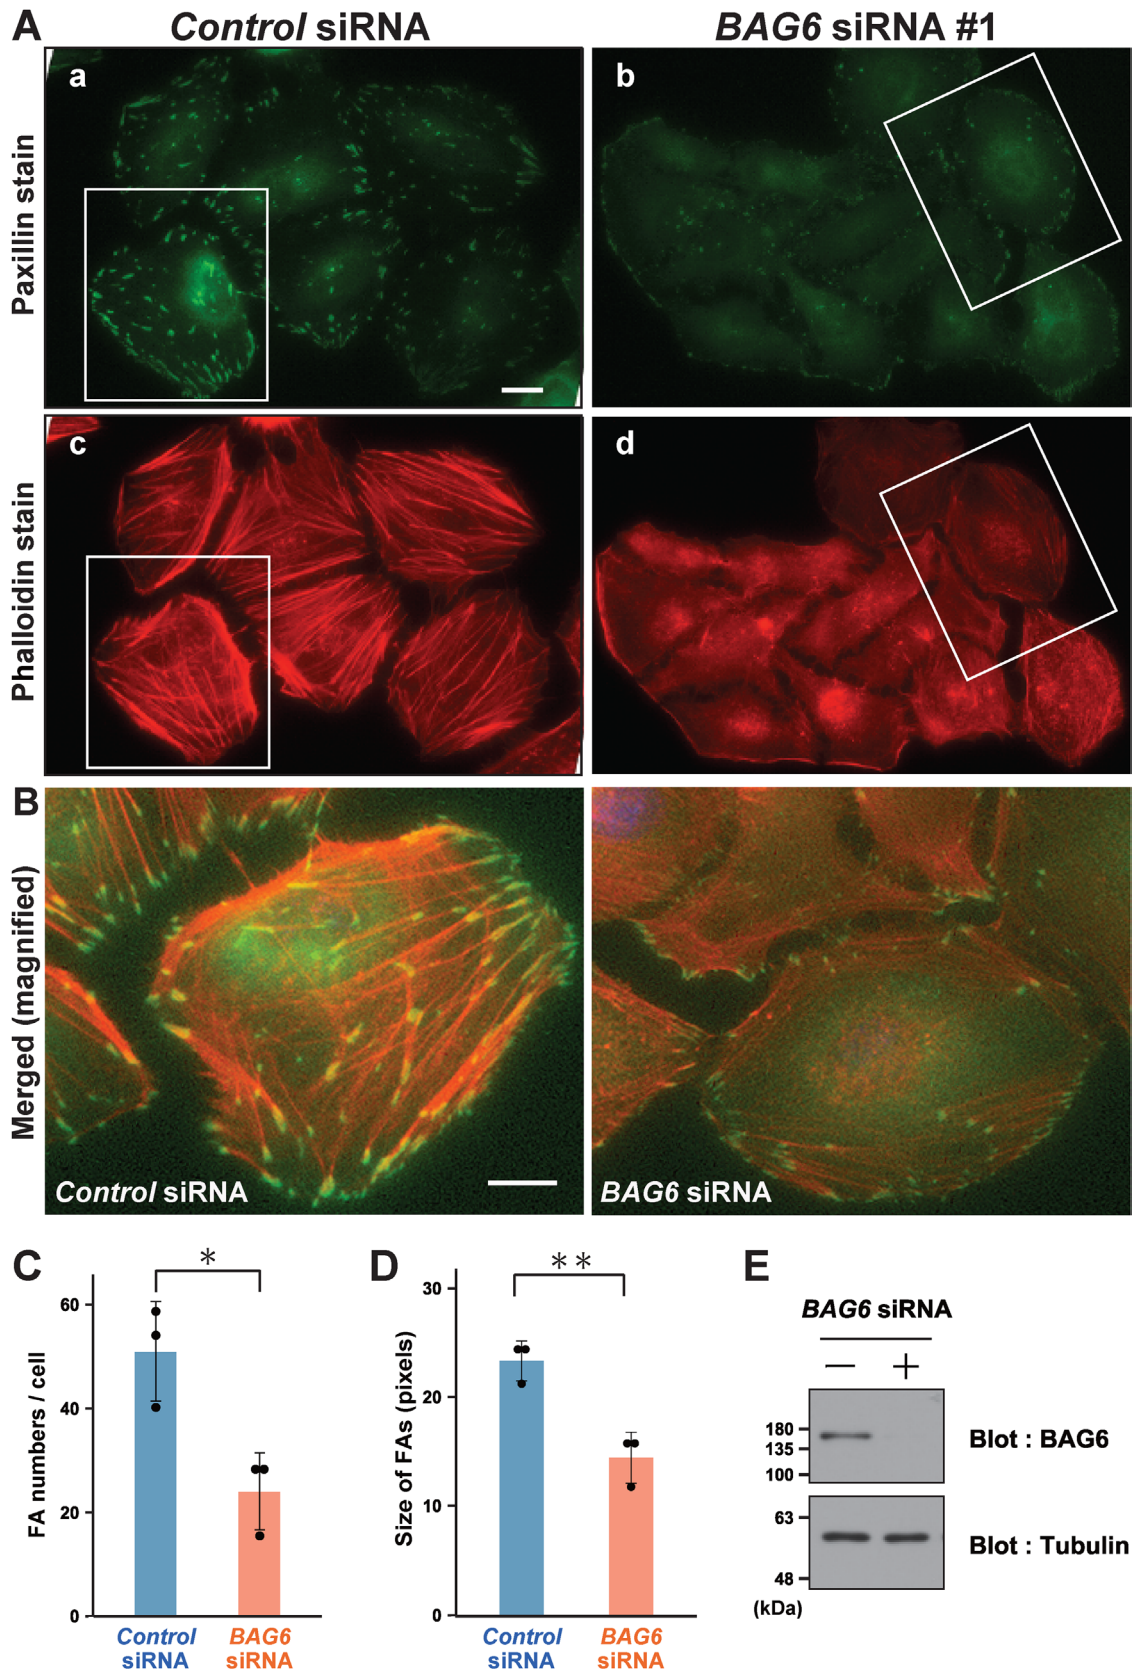 A
Control siRNA
BAG6 siRNA #1
Paxillin stain
a
b
Phalloidin stain
c
d
B
Merged (magnified)
Control siRNA
BAG6 siRNA
C
FA numbers / cell
60
40
20
0
*
Control
siRNA
BAG6
siRNA
D
Size of FAs (pixels)
30
20
10
0
**
Control
siRNA
BAG6
siRNA
E
BAG6 siRNA
− +
180
135
100
Blot : BAG6
63
48
Blot : Tubulin
(kDa)